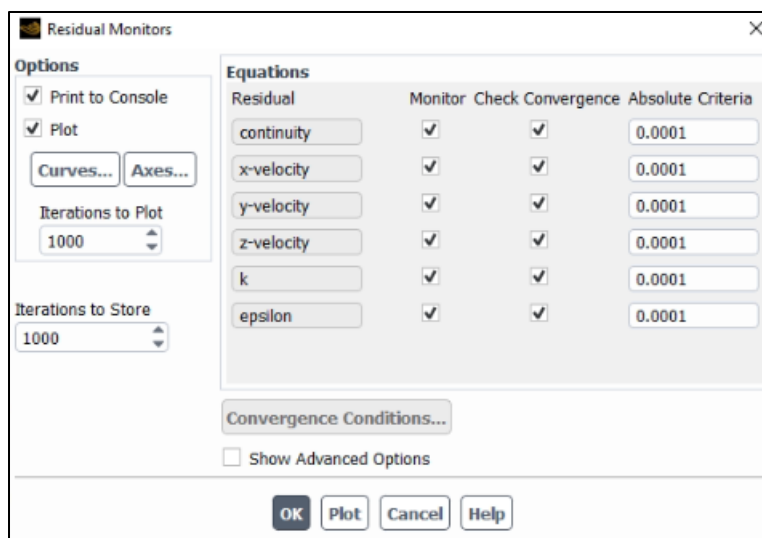 Residual Monitors
Options
Print to Console
Plot
Curves... Axes...
Iterations to Plot
1000
Iterations to Store
1000
Equations
Residual Monitor Check Convergence Absolute Criteria
continuity 0.0001
x-velocity 0.0001
y-velocity 0.0001
z-velocity 0.0001
k 0.0001
epsilon 0.0001
Convergence Conditions...
Show Advanced Options
OK Plot Cancel Help